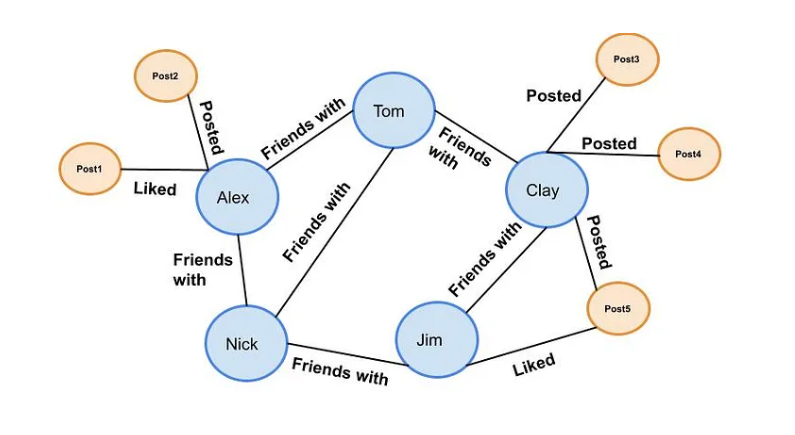 Post3
Post2
Posted
Friends with
Tom
Posted
Friends
with
Posted
Post4
Post1
Liked
Alex
Friends with
Clay
Friends
with
Friends with
Posted
Post5
Nick
Jim
Friends with
Liked